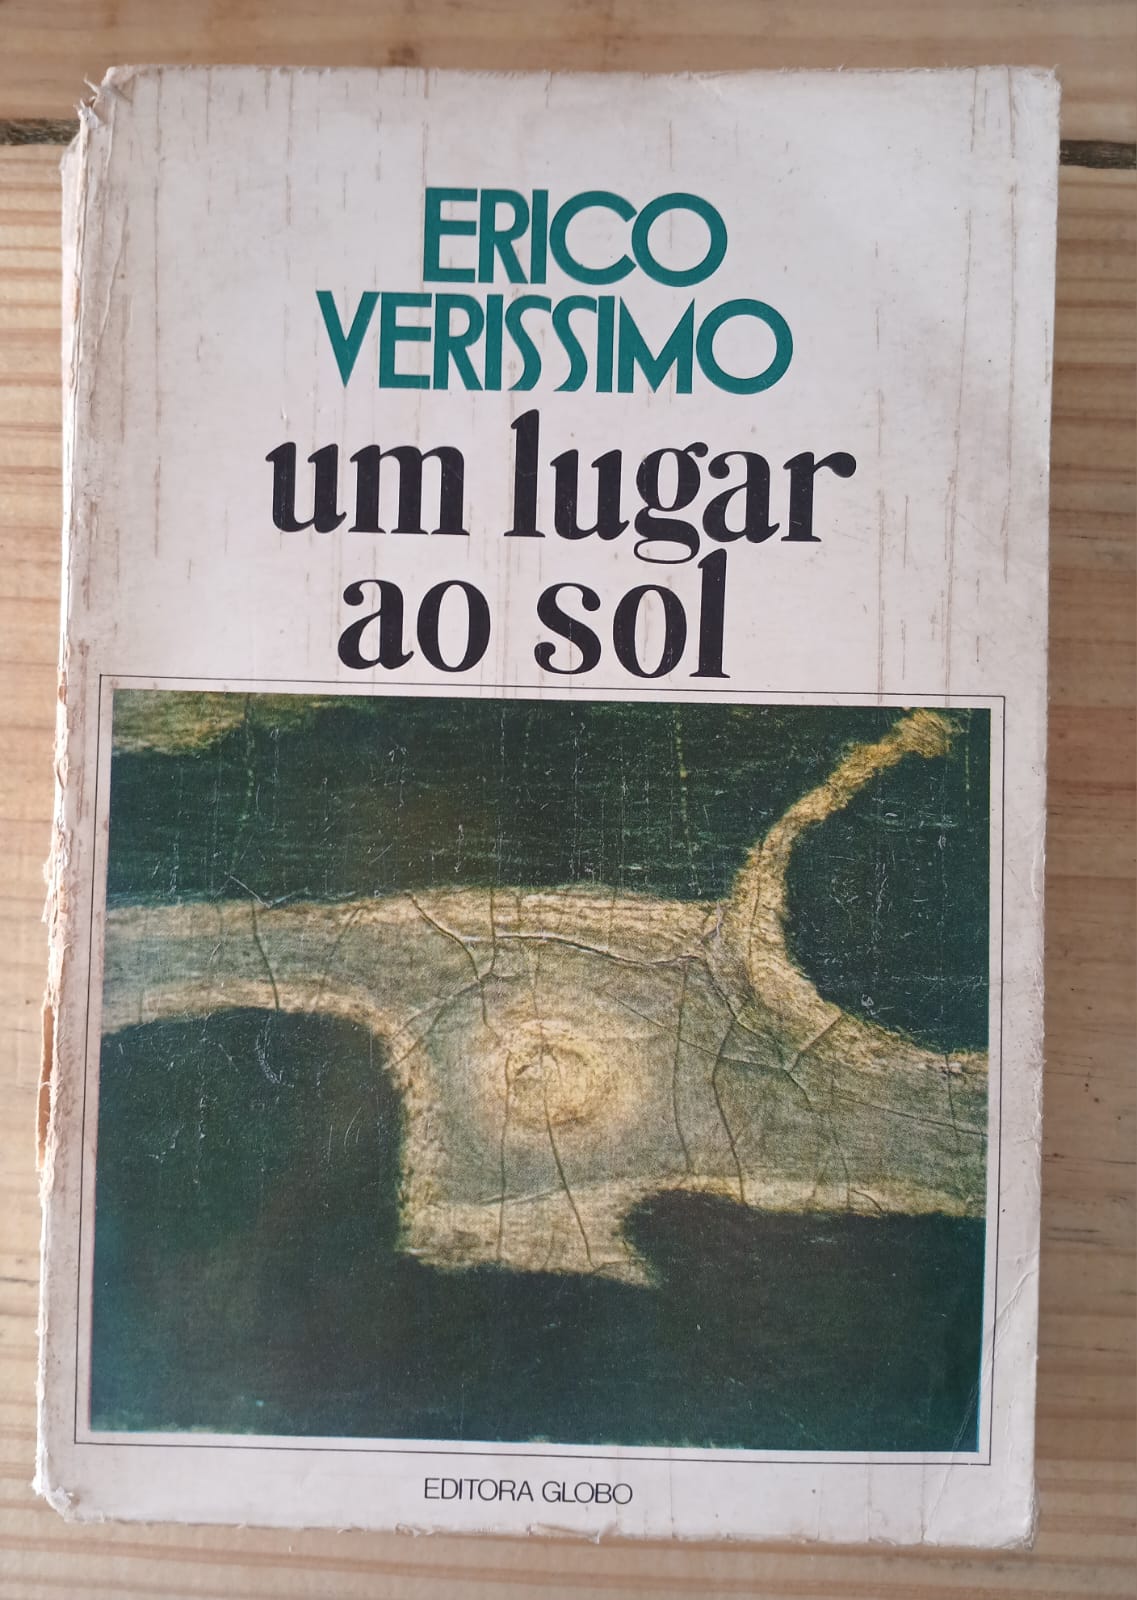 ERICO
VERISSIMO
um lugar
ao sol
EDITORA GLOBO